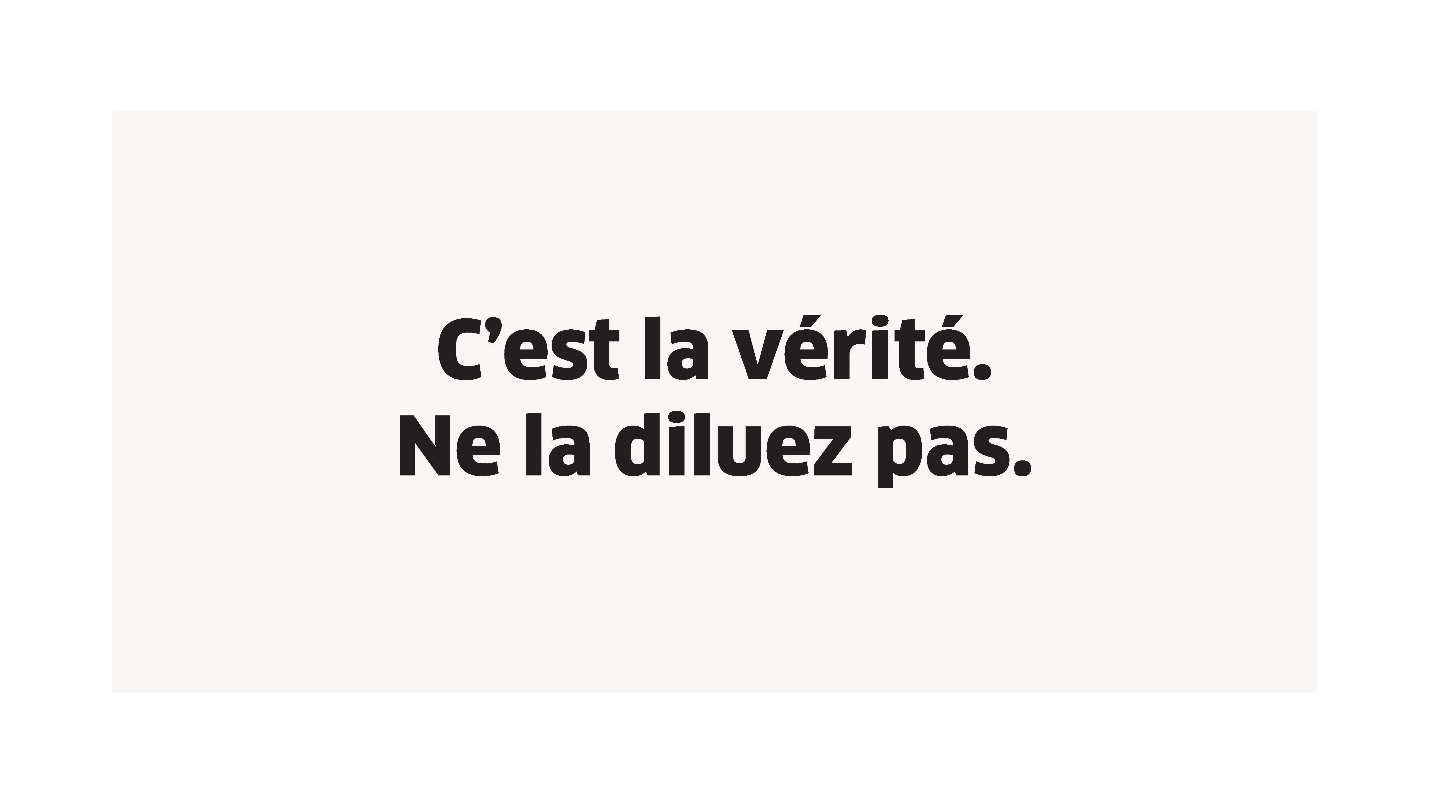 C’est la vérité.
Ne la diluez pas.